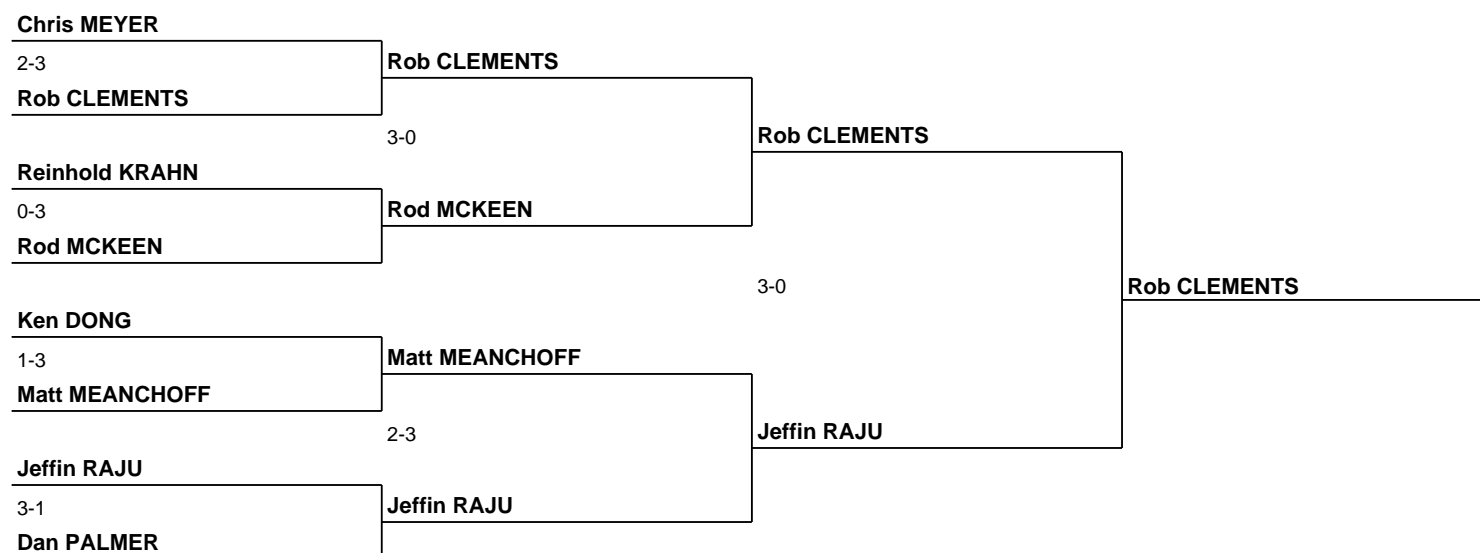 Chris MEYER
2-3
Rob CLEMENTS
Rob CLEMENTS
3-0
Rob CLEMENTS
Reinhold KRAHN
0-3
Rod MCKEEN
Rod MCKEEN
3-0
Rob CLEMENTS
Ken DONG
1-3
Matt MEANCHOFF
Matt MEANCHOFF
2-3
Jeffin RAJU
Jeffin RAJU
3-1
Jeffin RAJU
Dan PALMER